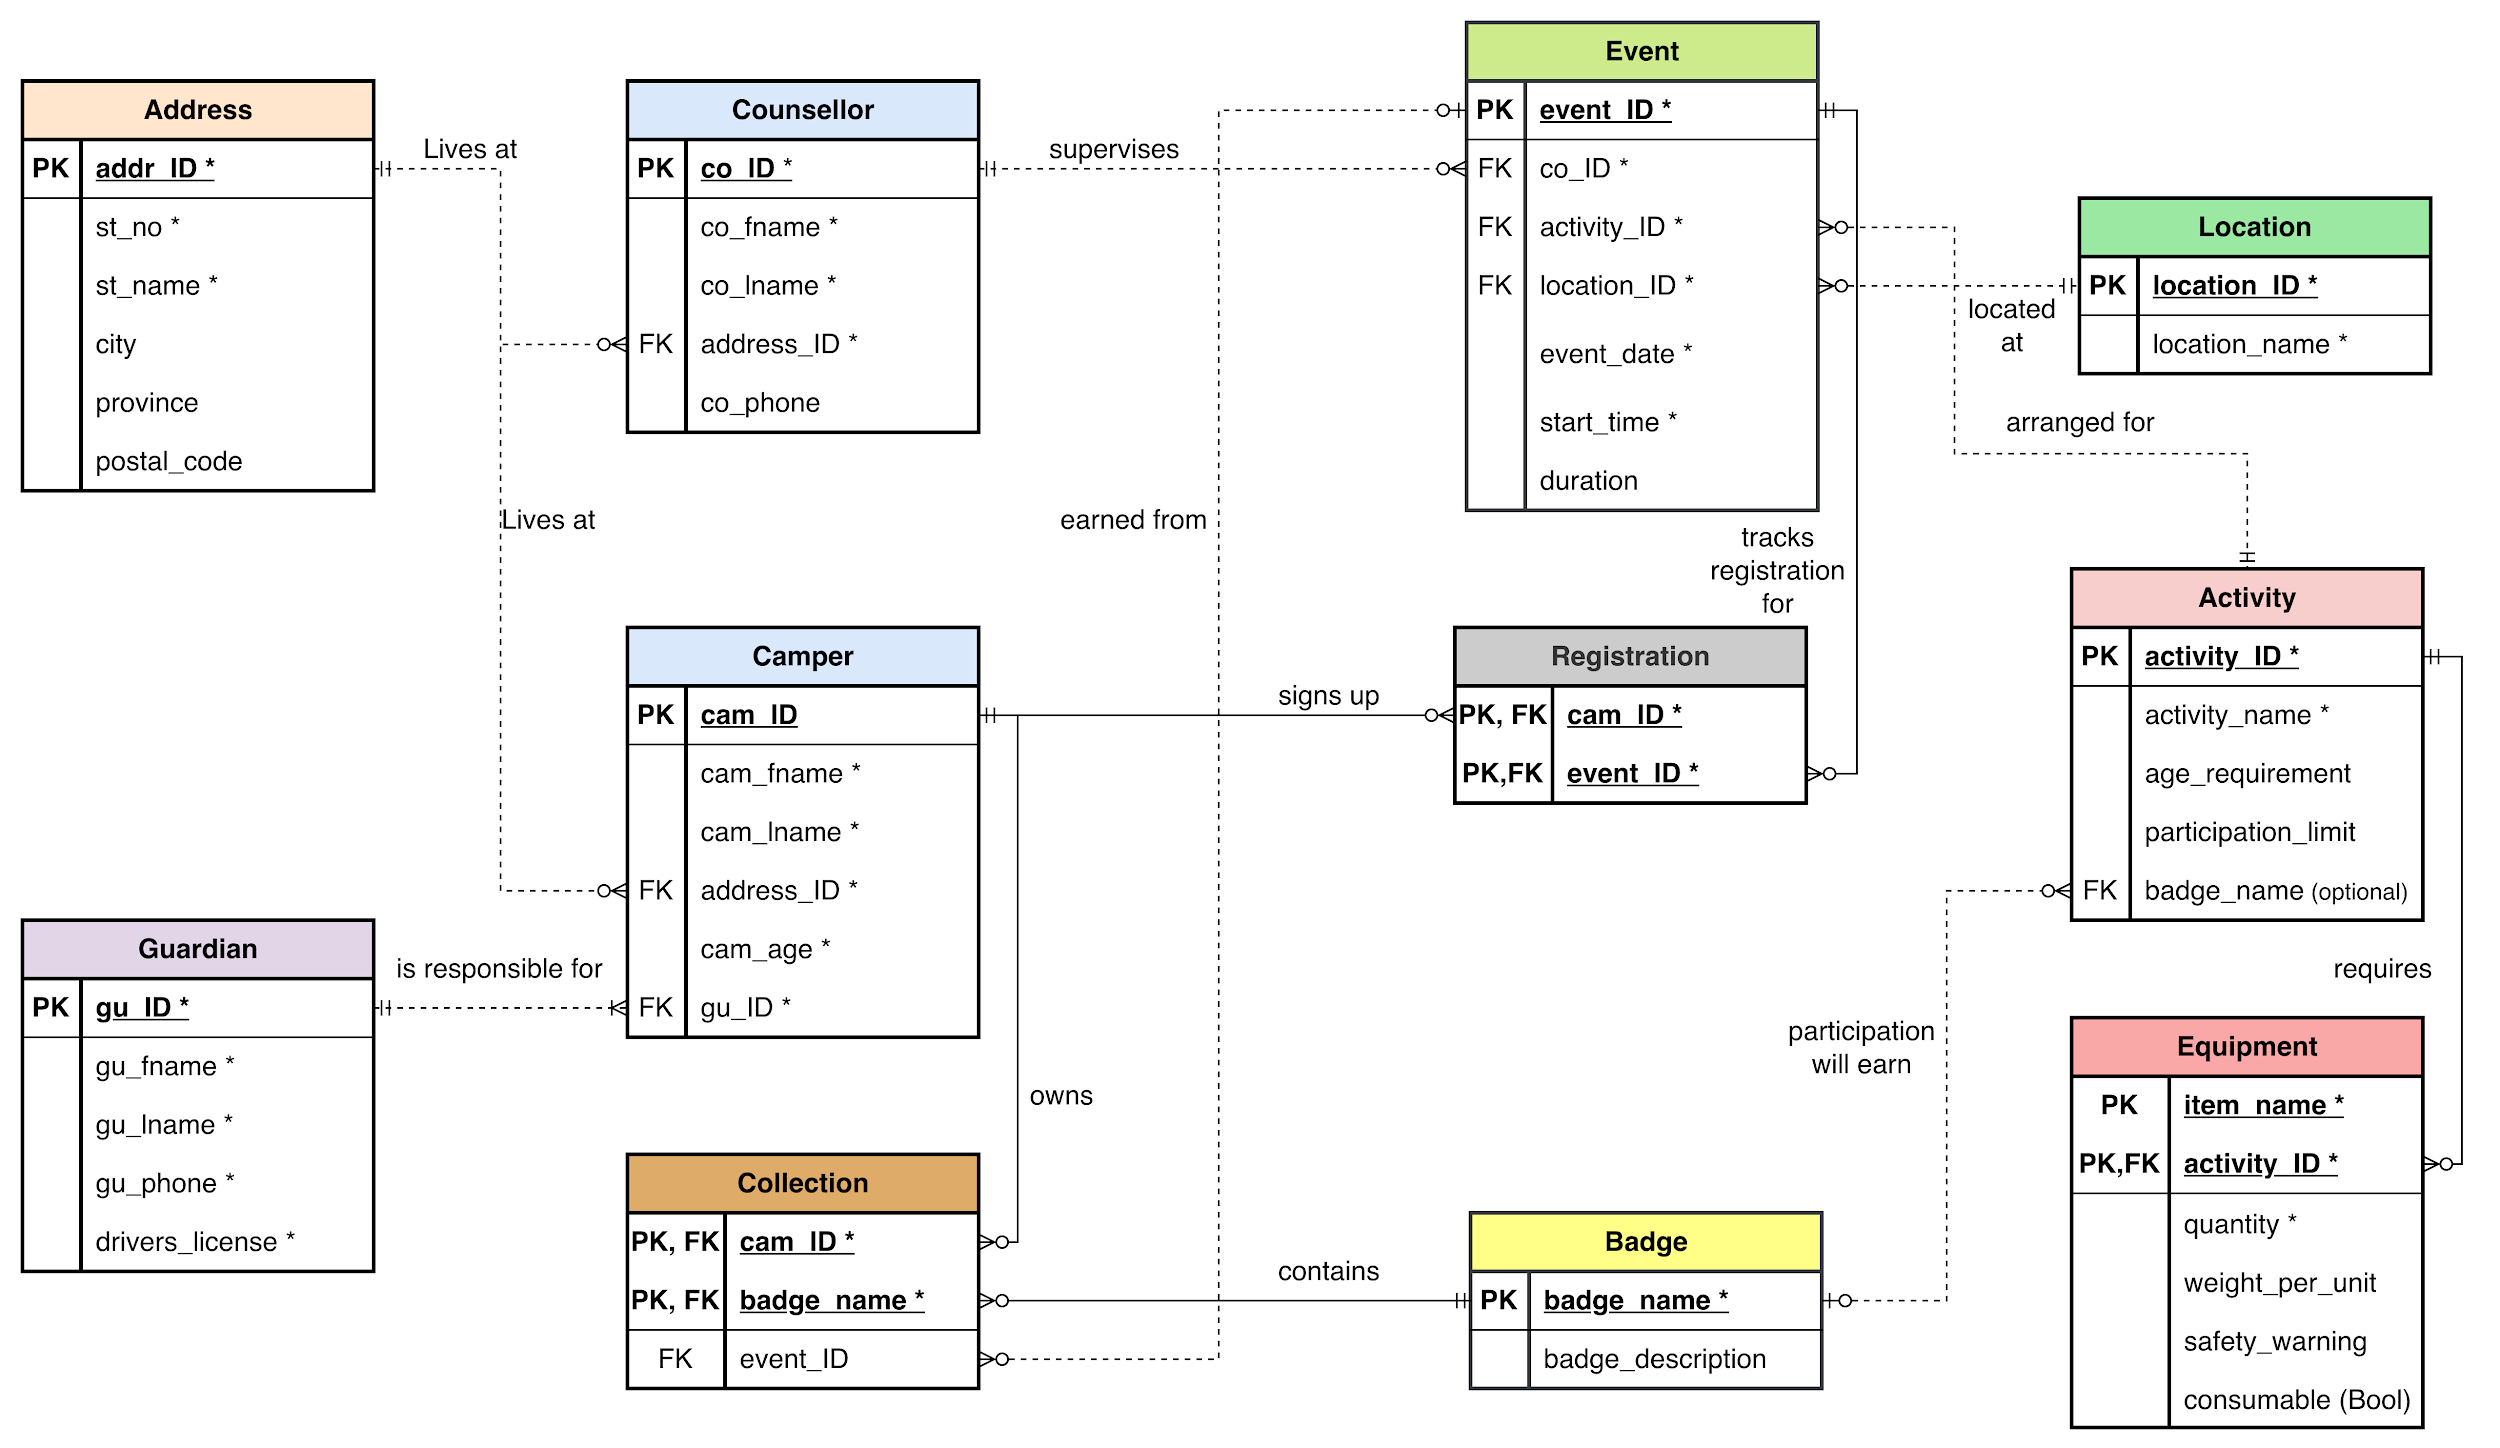 Address
PK addr_ID *
st_no *
st_name *
city
province
postal_code
Lives at
Lives at
Counsellor
PK co_ID *
co_fname *
co_lname *
FK address_ID *
co_phone
supervises
earned from
Event
PK event_ID *
FK co_ID *
FK activity_ID *
FK location_ID *
event_date *
start_time *
duration
Location
PK location_ID *
location_name *
located
at
arranged for
tracks
registration
for
Camper
PK cam_ID
cam_fname *
cam_lname *
FK address_ID *
cam_age *
FK gu_ID *
signs up
Registration
PK, FK cam_ID *
PK,FK event_ID *
Activity
PK activity_ID *
activity_name *
age_requirement
participation_limit
FK badge_name (optional)
Guardian
PK gu_ID *
gu_fname *
gu_lname *
gu_phone *
drivers_license *
is responsible for
owns
participation
will earn
requires
Equipment
PK item_name *
PK,FK activity_ID *
quantity *
weight_per_unit
safety_warning
consumable (Bool)
Collection
PK, FK cam_ID *
PK, FK badge_name *
FK event_ID
contains
Badge
PK badge_name *
badge_description